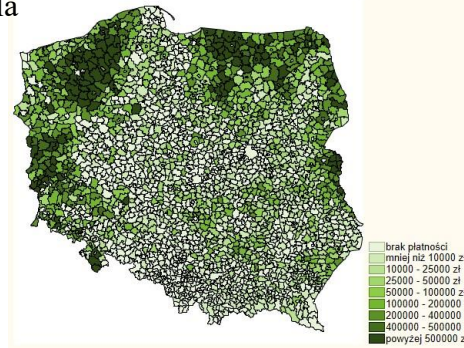 la
brak płatności
mniej niż 10000 z
10000 - 25000 zł
25000 - 50000 zł
50000 - 100000 z
100000 - 200000
200000 - 400000
400000 - 500000
powyżej 500000 z